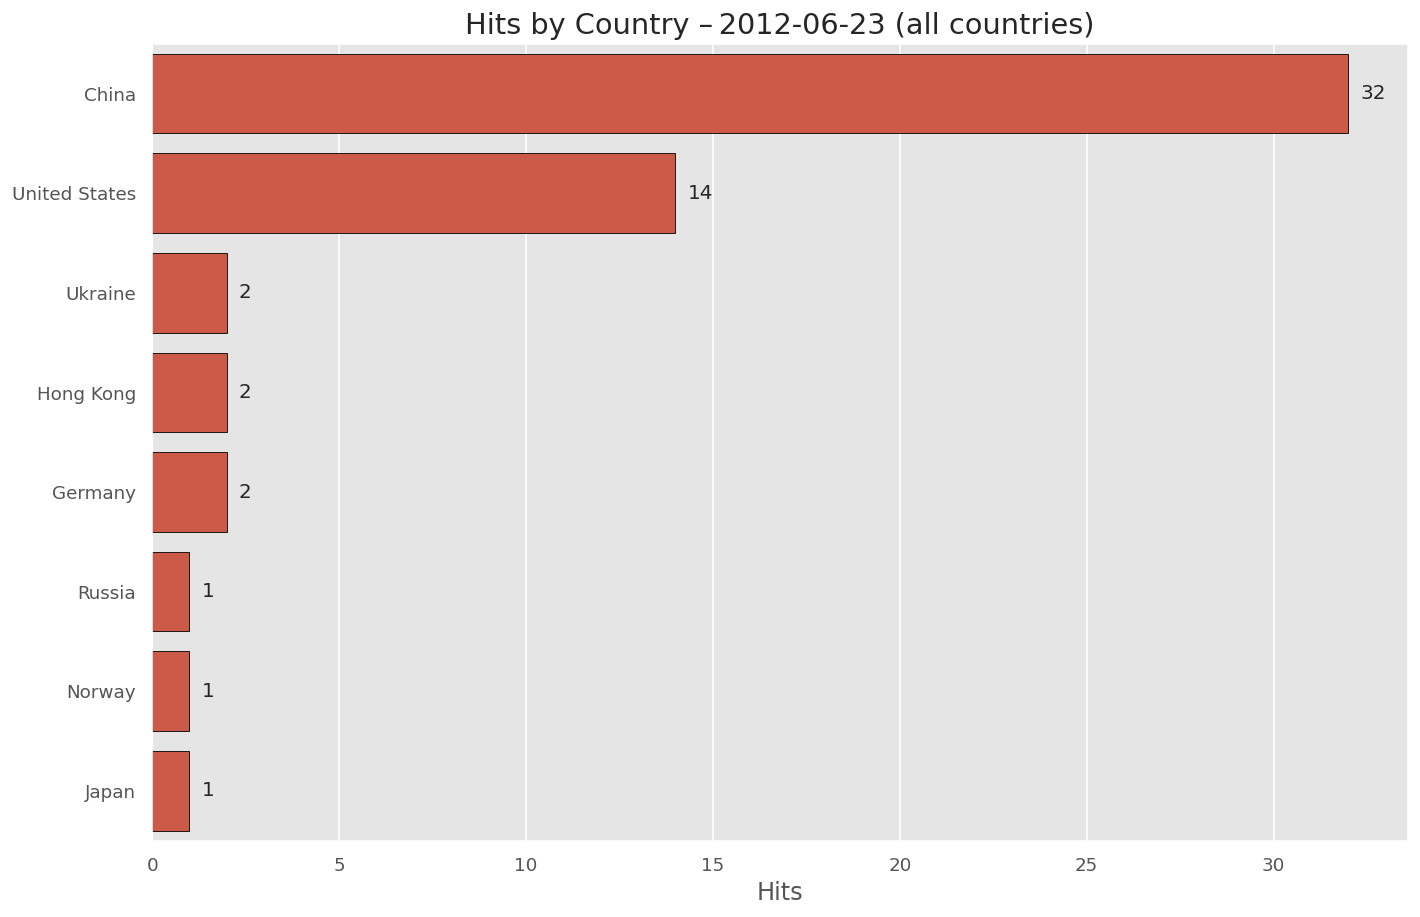 Hits by Country – 2012-06-23 (all countries)
China 32
United States 14
Ukraine 2
Hong Kong 2
Germany 2
Russia 1
Norway 1
Japan 1
0 5 10 15 20 25 30
Hits